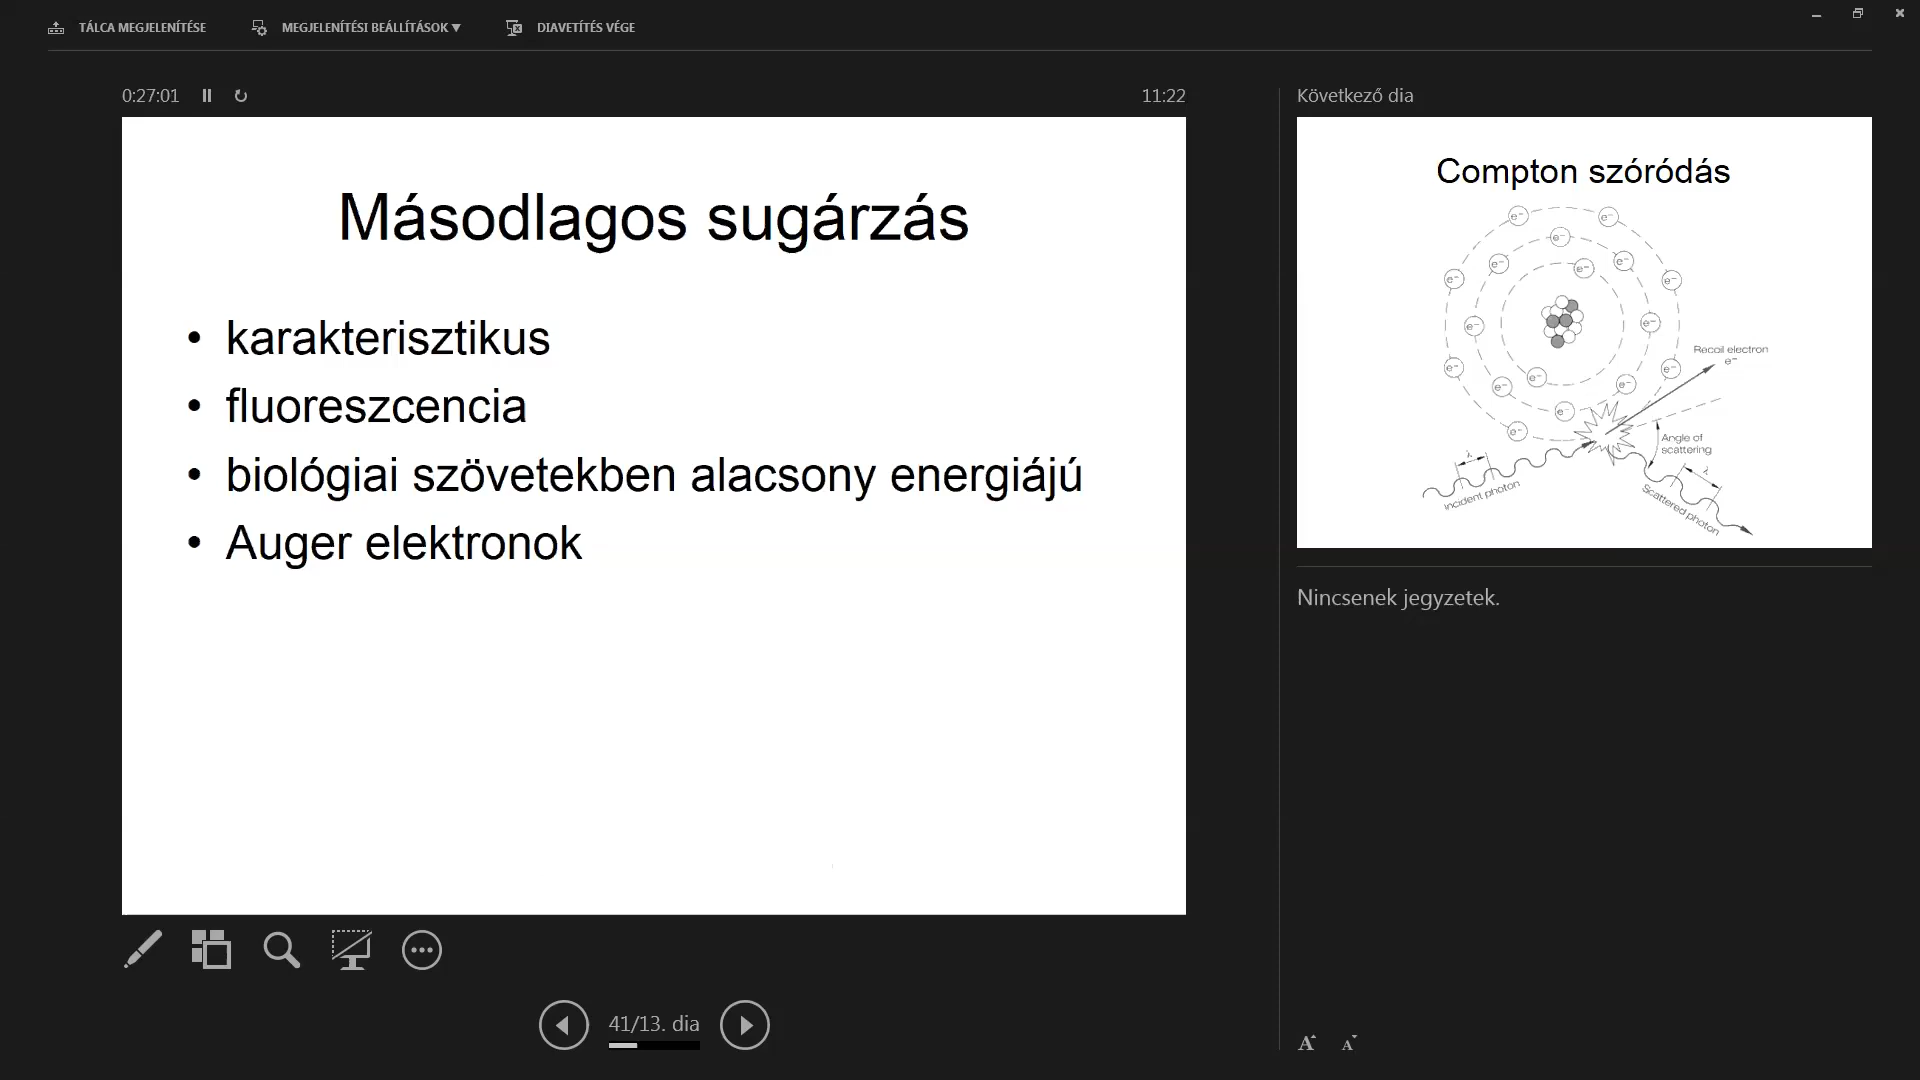 TÁLCA MEGJELENÍTÉSE
MEGJELENÍTÉSI BEÁLLÍTÁSOK ▼
DIAVETÍTÉS VÉGE
0:27:01
11:22
Másodlagos sugárzás
• karakterisztikus
• fluoreszcencia
• biológiai szövetekben alacsony energiájú
• Auger elektronok
41/13. dia
Következő dia
Compton szóródás
e⁻ e⁻
e⁻
e⁻ e⁻ e⁻
e⁻ e⁻
e⁻ e⁻
e⁻ e⁻
e⁻ e⁻ e⁻
e⁻
e⁻
Recoil electron
e⁻
Angle of
scattering
λ
Incident photon
λ
Scattered photon
Nincsenek jegyzetek.
A A